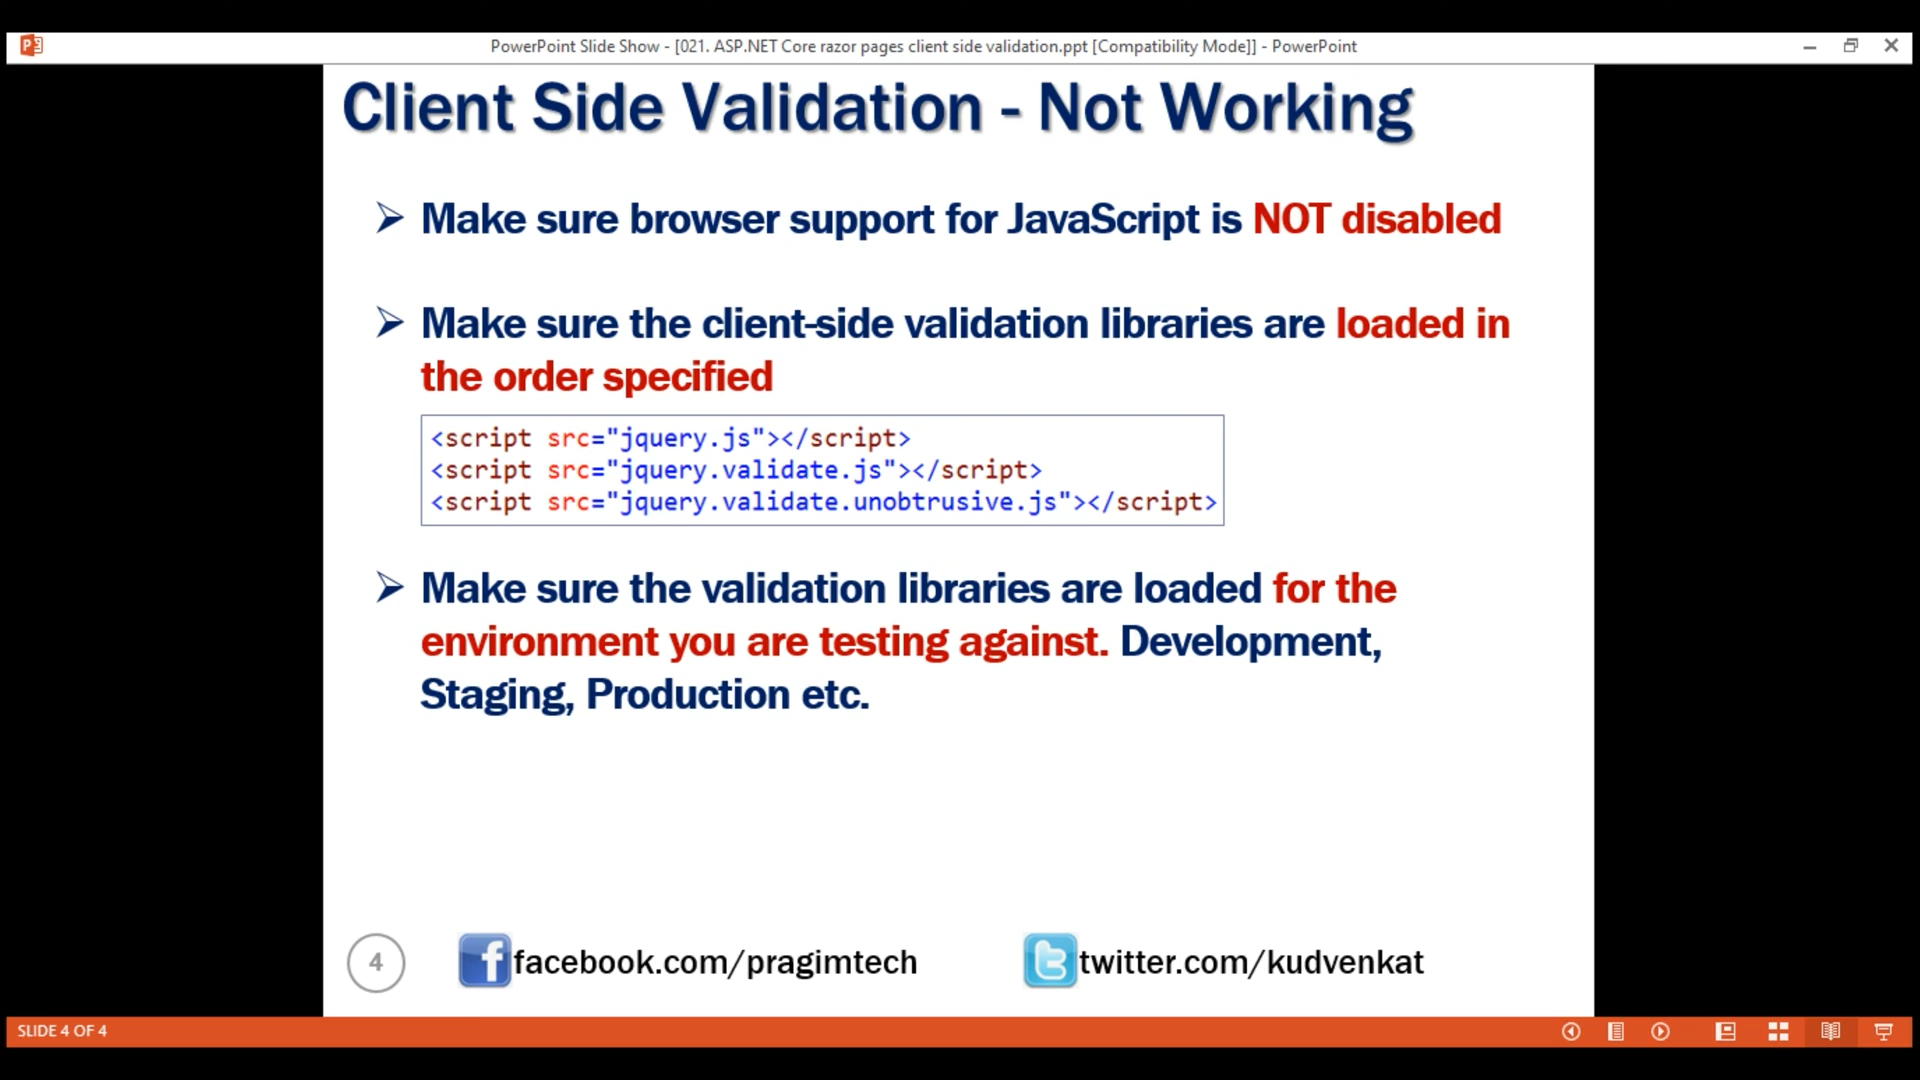 PowerPoint Slide Show - [021. ASP.NET Core razor pages client side validation.ppt [Compatibility Mode]] - PowerPoint
Client Side Validation - Not Working
Make sure browser support for JavaScript is NOT disabled
Make sure the client-side validation libraries are loaded in
the order specified
<script src="jquery.js"></script>
<script src="jquery.validate.js"></script>
<script src="jquery.validate.unobtrusive.js"></script>
Make sure the validation libraries are loaded for the
environment you are testing against. Development,
Staging, Production etc.
4
facebook.com/pragimtech
twitter.com/kudvenkat
SLIDE 4 OF 4